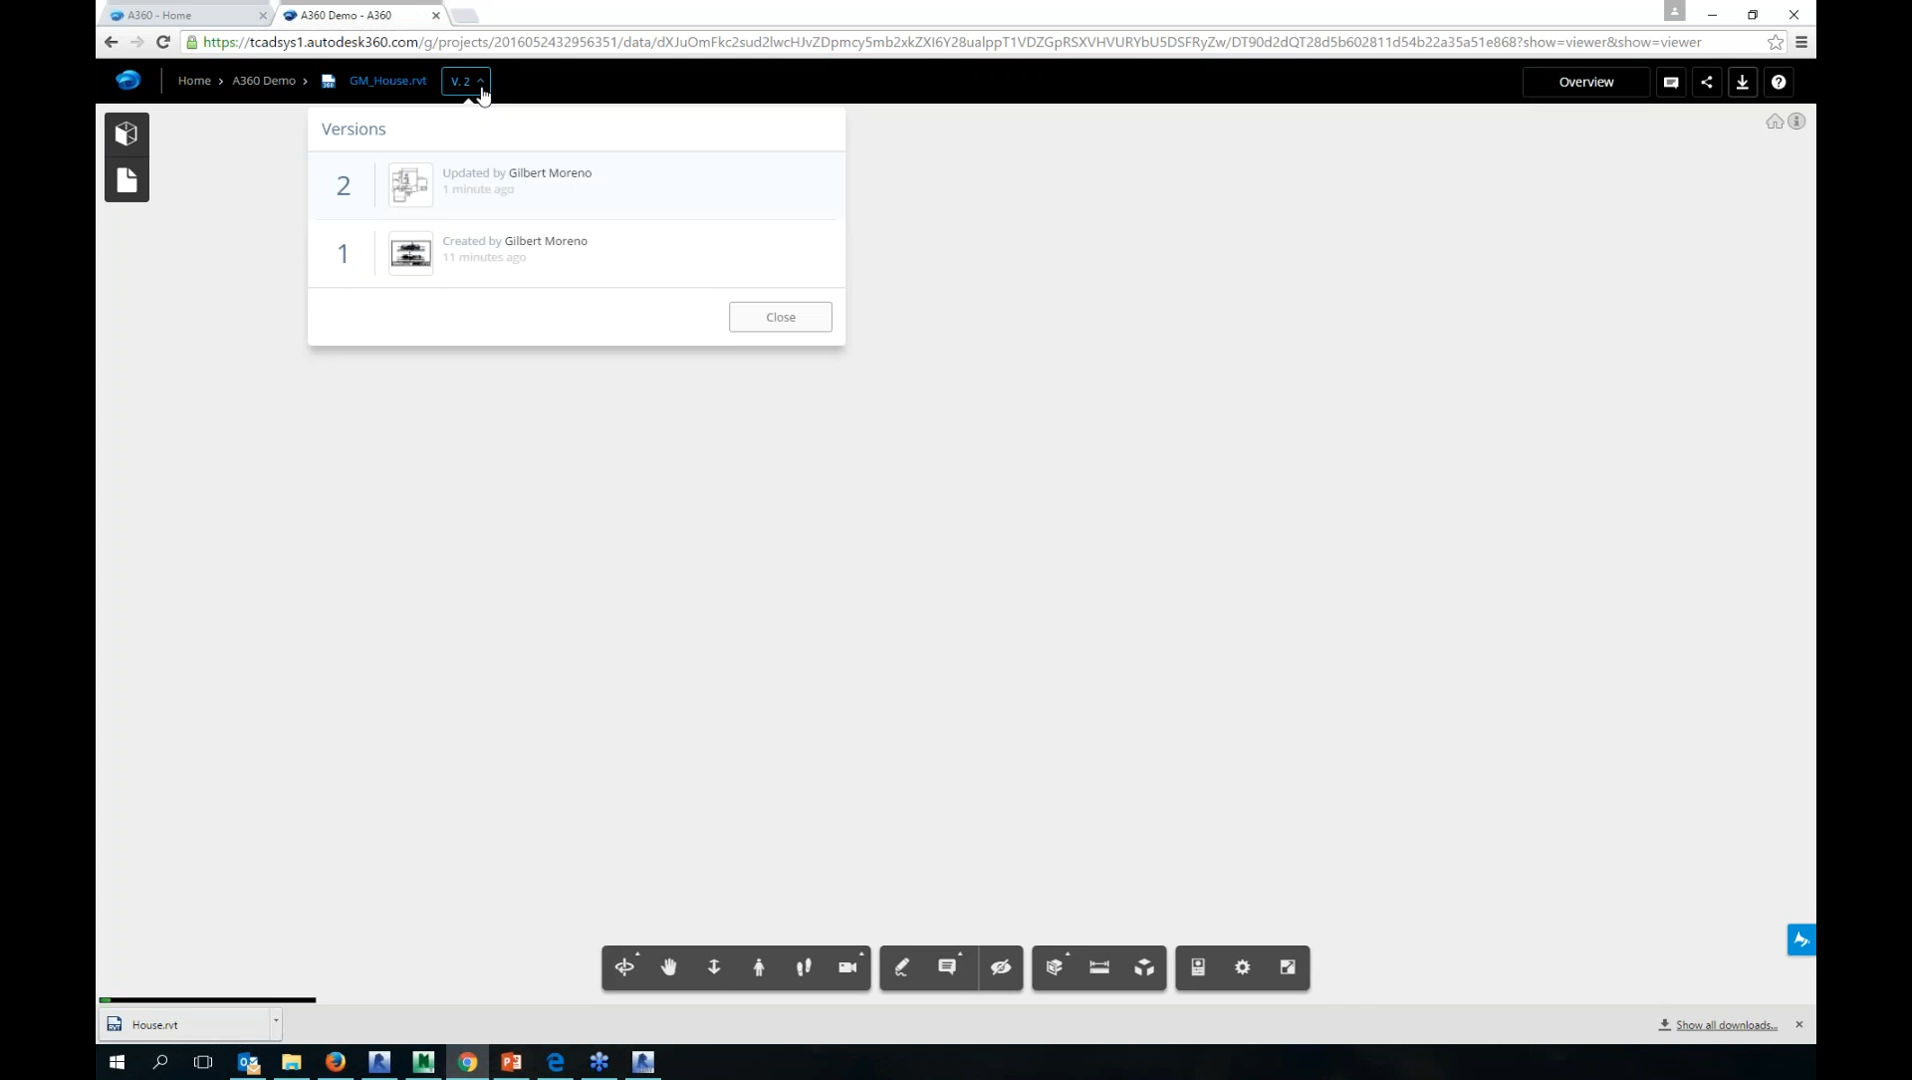 A360 - Home
A360 Demo - A360
https://tcadsys1.autodesk360.com/g/projects/2016052432956351/data/dXJuOmFkc2sud2lwcHJvZDpmcy5mb2xkZXI6Y28ualppT1VDZGpRSXVHVURYbU5DSFRyZw/DT90d2dQT28d5b602811d54b22a35a51e868?show=viewer&show=viewer
Home › A360 Demo › GM_House.rvt V. 2
Overview
Versions
2
Updated by Gilbert Moreno
1 minute ago
1
Created by Gilbert Moreno
11 minutes ago
Close
House.rvt
Show all downloads...